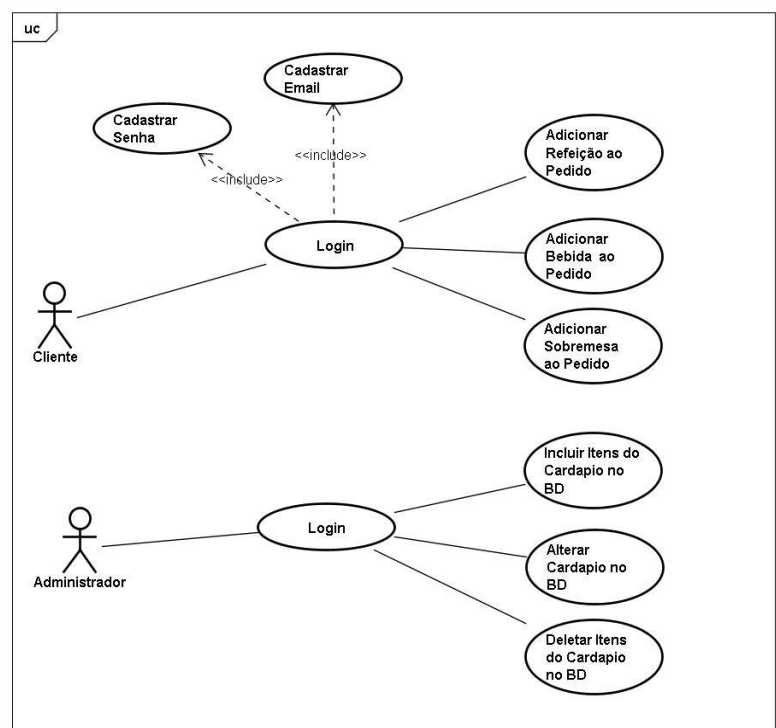 uc
Cadastrar
Email
Cadastrar
Senha
<<include>>
<<include>>
Login
Adicionar
Refeição ao
Pedido
Adicionar
Bebida ao
Pedido
Adicionar
Sobremesa
ao Pedido
Cliente
Incluir Itens do
Cardapio no
BD
Login
Alterar
Cardapio no
BD
Administrador
Deletar Itens
do Cardapio
no BD